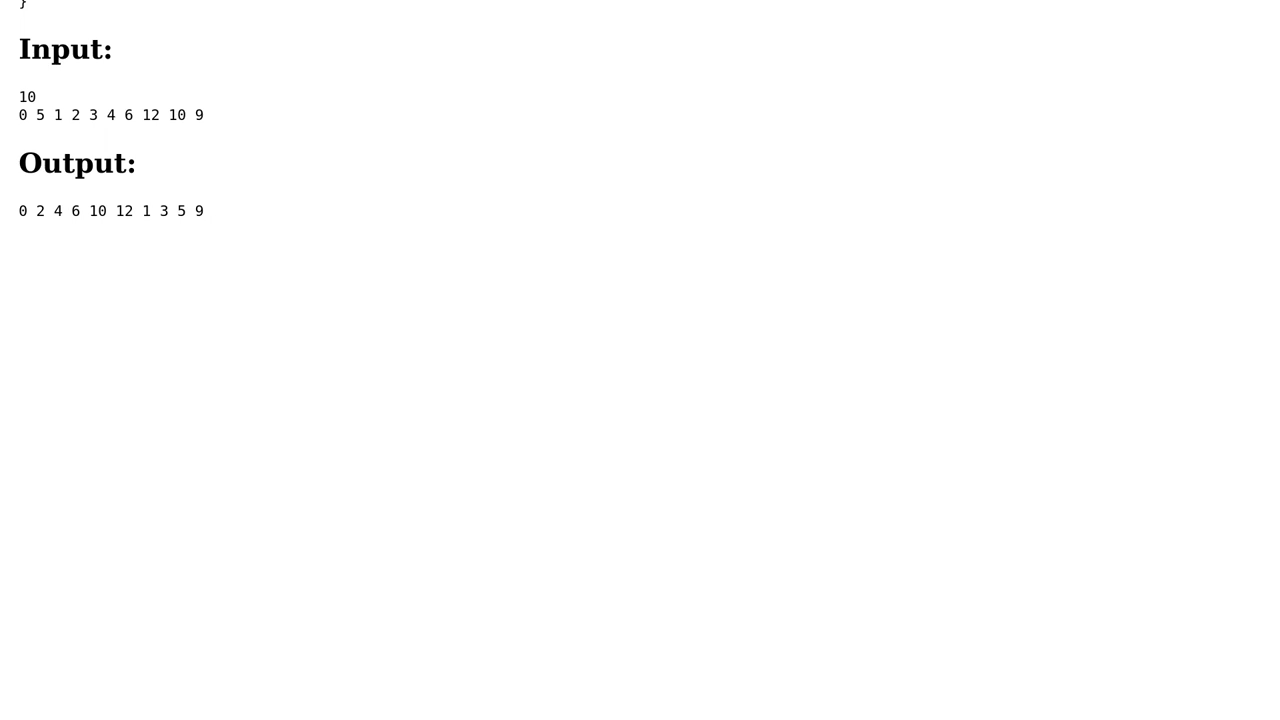 }
Input:
10
0 5 1 2 3 4 6 12 10 9
Output:
0 2 4 6 10 12 1 3 5 9